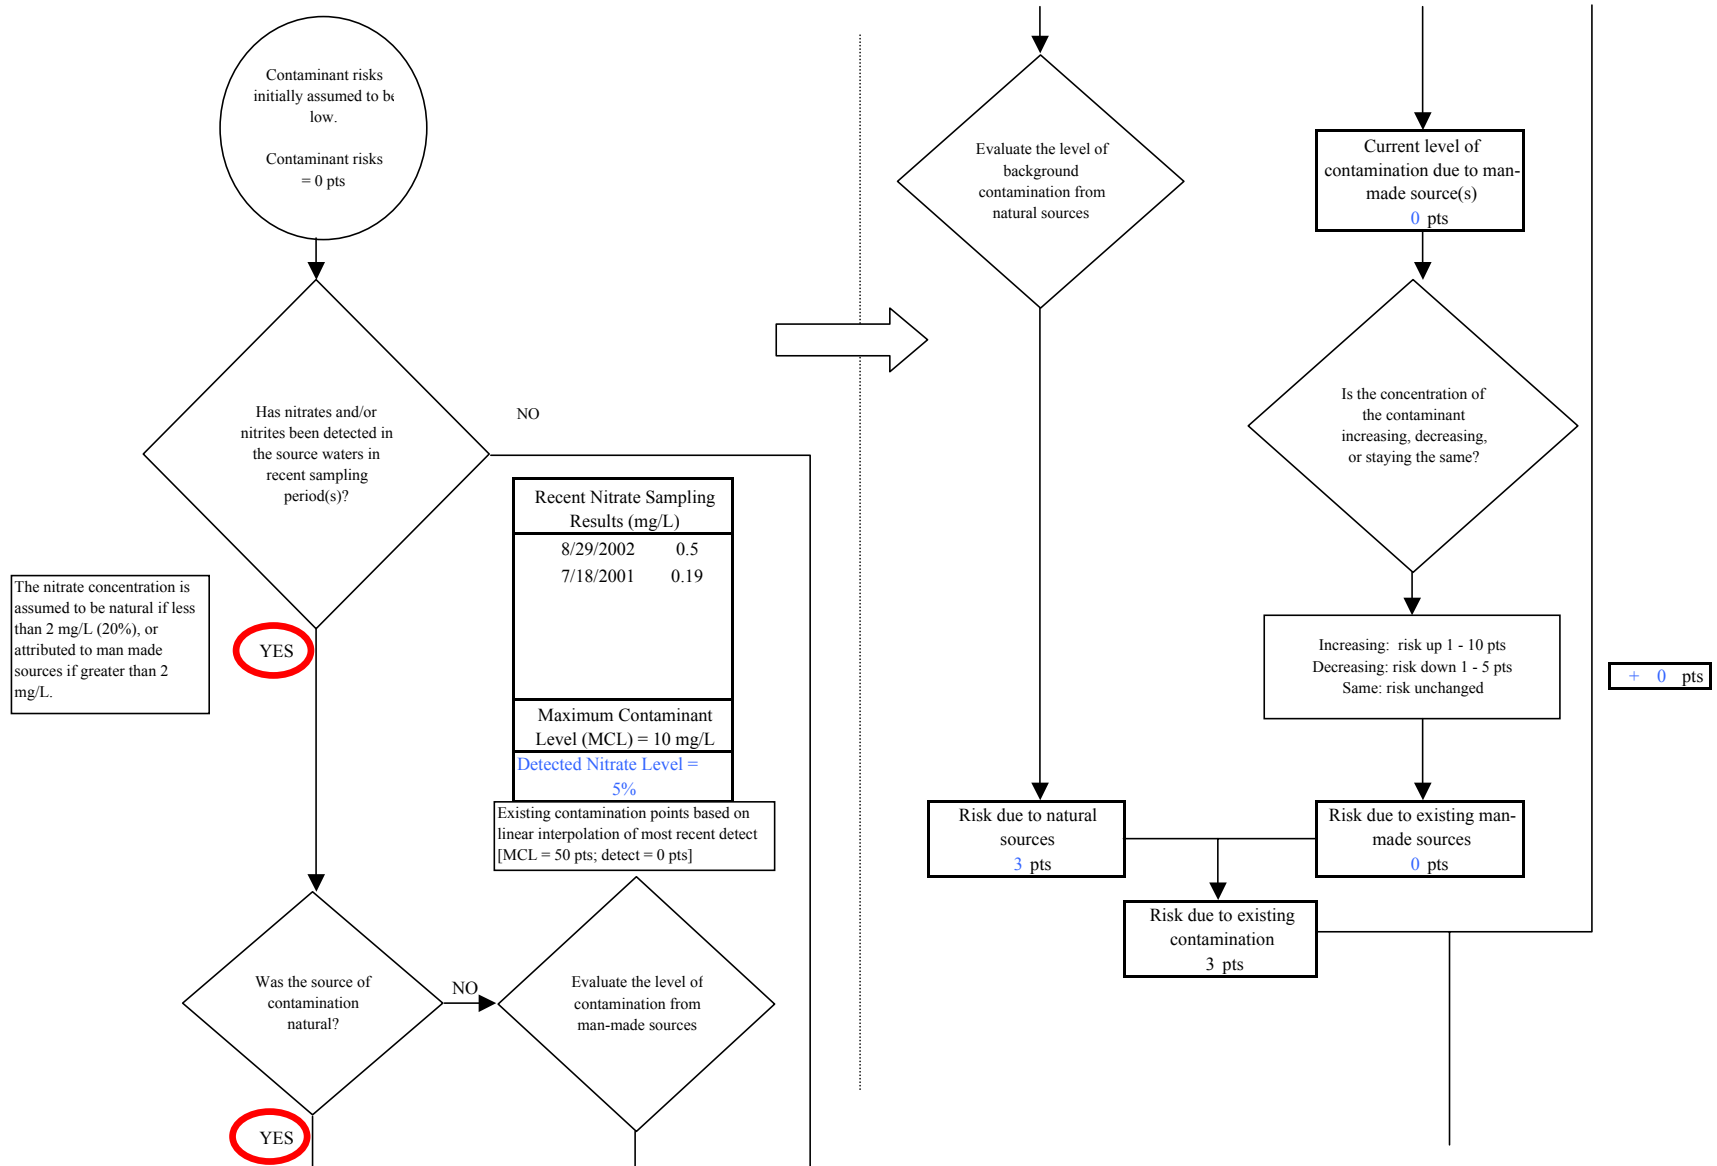 Contaminant risks
initially assumed to be
low.
Contaminant risks
= 0 pts
Has nitrates and/or
nitrites been detected in
the source waters in
recent sampling
period(s)?
NO
YES
The nitrate concentration is
assumed to be natural if less
than 2 mg/L (20%), or
attributed to man made
sources if greater than 2
mg/L.
Recent Nitrate Sampling
Results (mg/L)
8/29/2002 0.5
7/18/2001 0.19
Maximum Contaminant
Level (MCL) = 10 mg/L
Detected Nitrate Level =
5%
Existing contamination points based on
linear interpolation of most recent detect
[MCL = 50 pts; detect = 0 pts]
Was the source of
contamination
natural?
NO
YES
Evaluate the level of
contamination from
man-made sources
Evaluate the level of
background
contamination from
natural sources
Current level of
contamination due to man-
made source(s)
0 pts
Is the concentration of
the contaminant
increasing, decreasing,
or staying the same?
Increasing: risk up 1 - 10 pts
Decreasing: risk down 1 - 5 pts
Same: risk unchanged
+ 0 pts
Risk due to natural
sources
3 pts
Risk due to existing man-
made sources
0 pts
Risk due to existing
contamination
3 pts